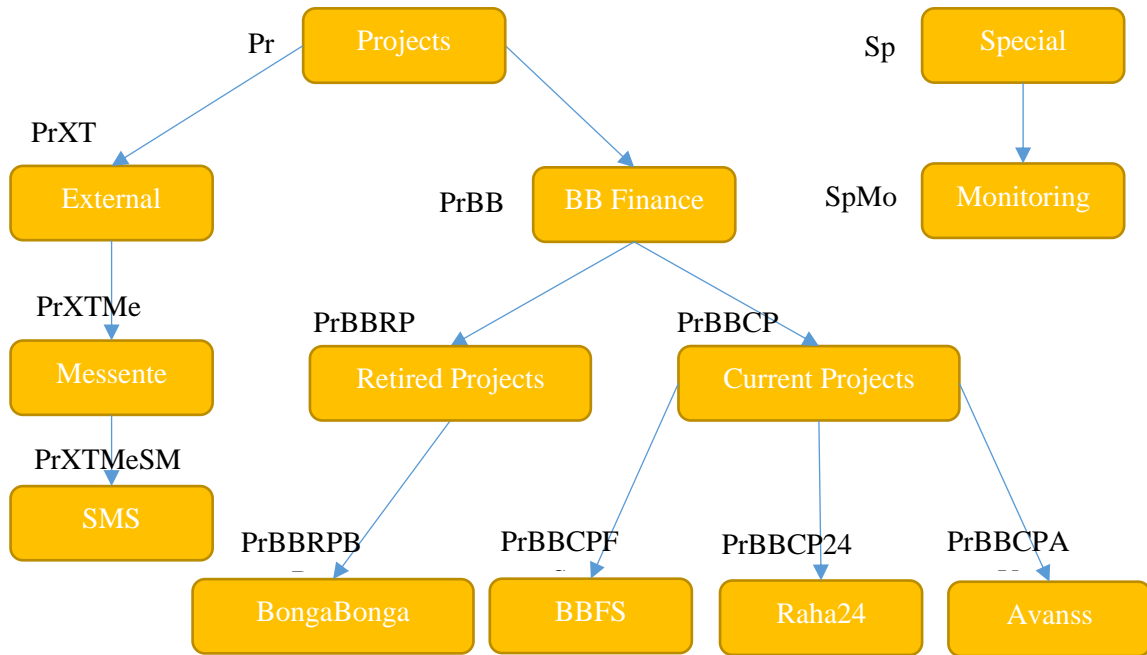 Pr
Projects
Sp
Special
PrXT
External
PrBB
BB Finance
SpMo
Monitoring
PrXTMe
Messente
PrBBRP
Retired Projects
PrBBCP
Current Projects
PrXTMeSM
SMS
PrBBRPB
BongaBonga
PrBBCPF
BBFS
PrBBCP24
Raha24
PrBBCPA
Avanss